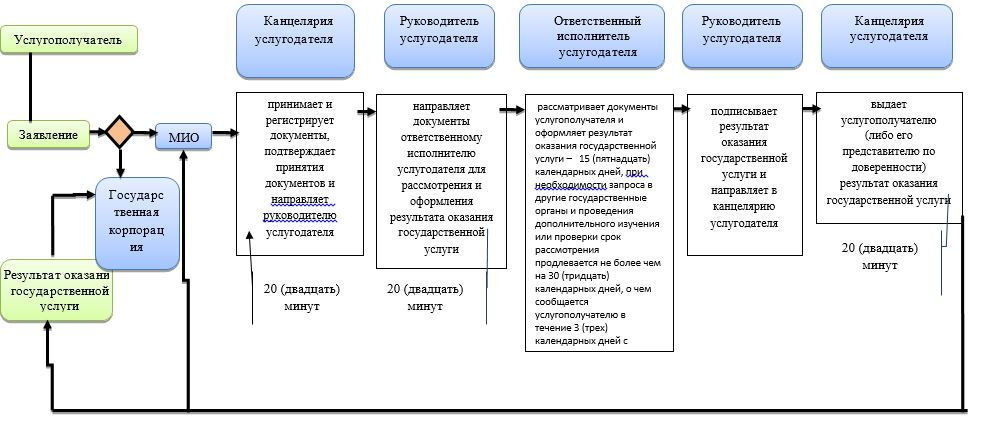 Услугополучатель
Заявление
МИО
Государс
твенная
корпорац
ия
Результат оказани
государственной
услуги
Канцелярия
услугодателя
принимает и
регистрирует
документы,
подтверждает
принятия
документов и
направляет
руководителю
услугодателя
20 (двадцать)
минут
Руководитель
услугодателя
направляет
документы
ответственному
исполнителю
услугодателя для
рассмотрения и
оформления
результата оказания
государственной
услуги
20 (двадцать)
минут
Ответственный
исполнитель
услугодателя
рассматривает документы
услугополучателя и
оформляет результат
оказания государственной
услуги – 15 (пятнадцать)
календарных дней, при
необходимости запроса в
другие государственные
органы и проведения
дополнительного изучения
или проверки срок
рассмотрения
продлевается не более чем
на 30 (тридцать)
календарных дней, о чем
сообщается
услугополучателю в
течение 3 (трех)
календарных дней с
Руководитель
услугодателя
подписывает
результат
оказания
государственной
услуги и
направляет в
канцелярию
услугодателя
Канцелярия
услугодателя
выдает
услугополучателю
(либо его
представителю по
доверенности)
результат оказания
государственной услуги
20 (двадцать)
минут